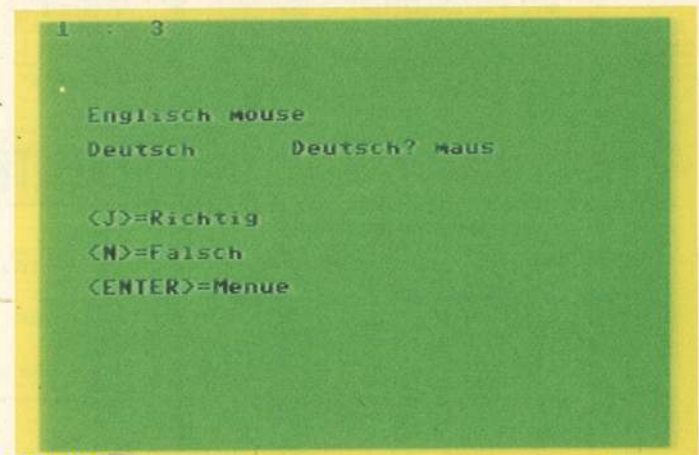 1 : 3
Englisch mouse
Deutsch Deutsch? maus
<J>=Richtig
<N>=Falsch
<ENTER>=Menue